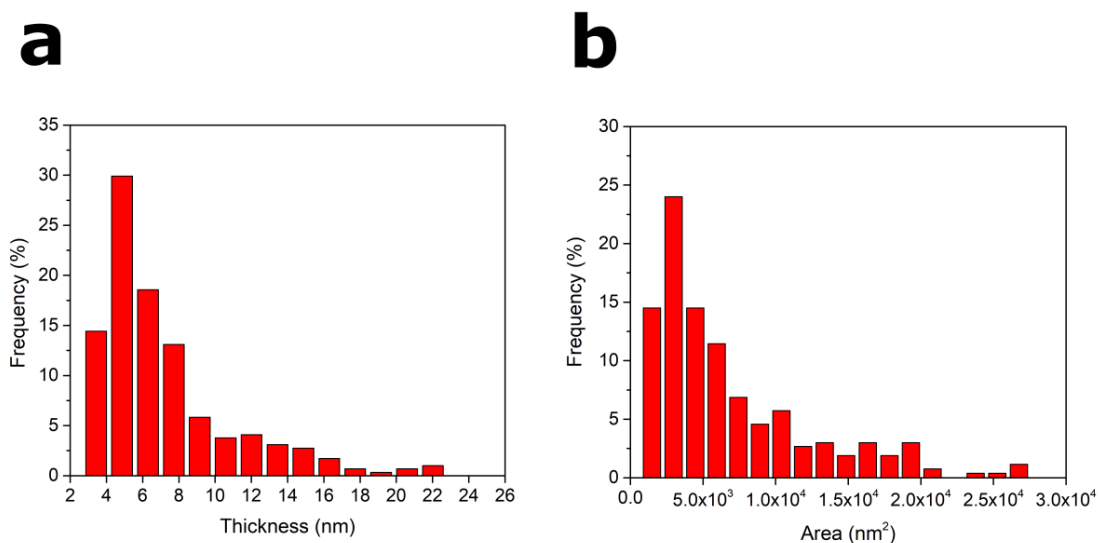 a
b
35
30
25
20
15
10
5
0
Frequency (%)
2 4 6 8 10 12 14 16 18 20 22 24 26
Thickness (nm)
30
25
20
15
10
5
0
Frequency (%)
0.0 5.0x10³ 1.0x10⁴ 1.5x10⁴ 2.0x10⁴ 2.5x10⁴ 3.0x10⁴
Area (nm²)